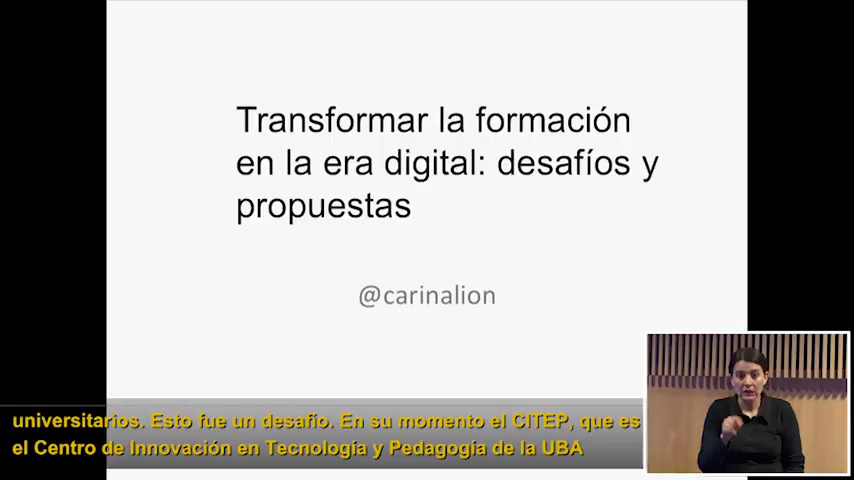 Transformar la formación
en la era digital: desafíos y
propuestas
@carinalion
universitarios. Esto fue un desafío. En su momento el CITEP, que es
el Centro de Innovación en Tecnología y Pedagogía de la UBA